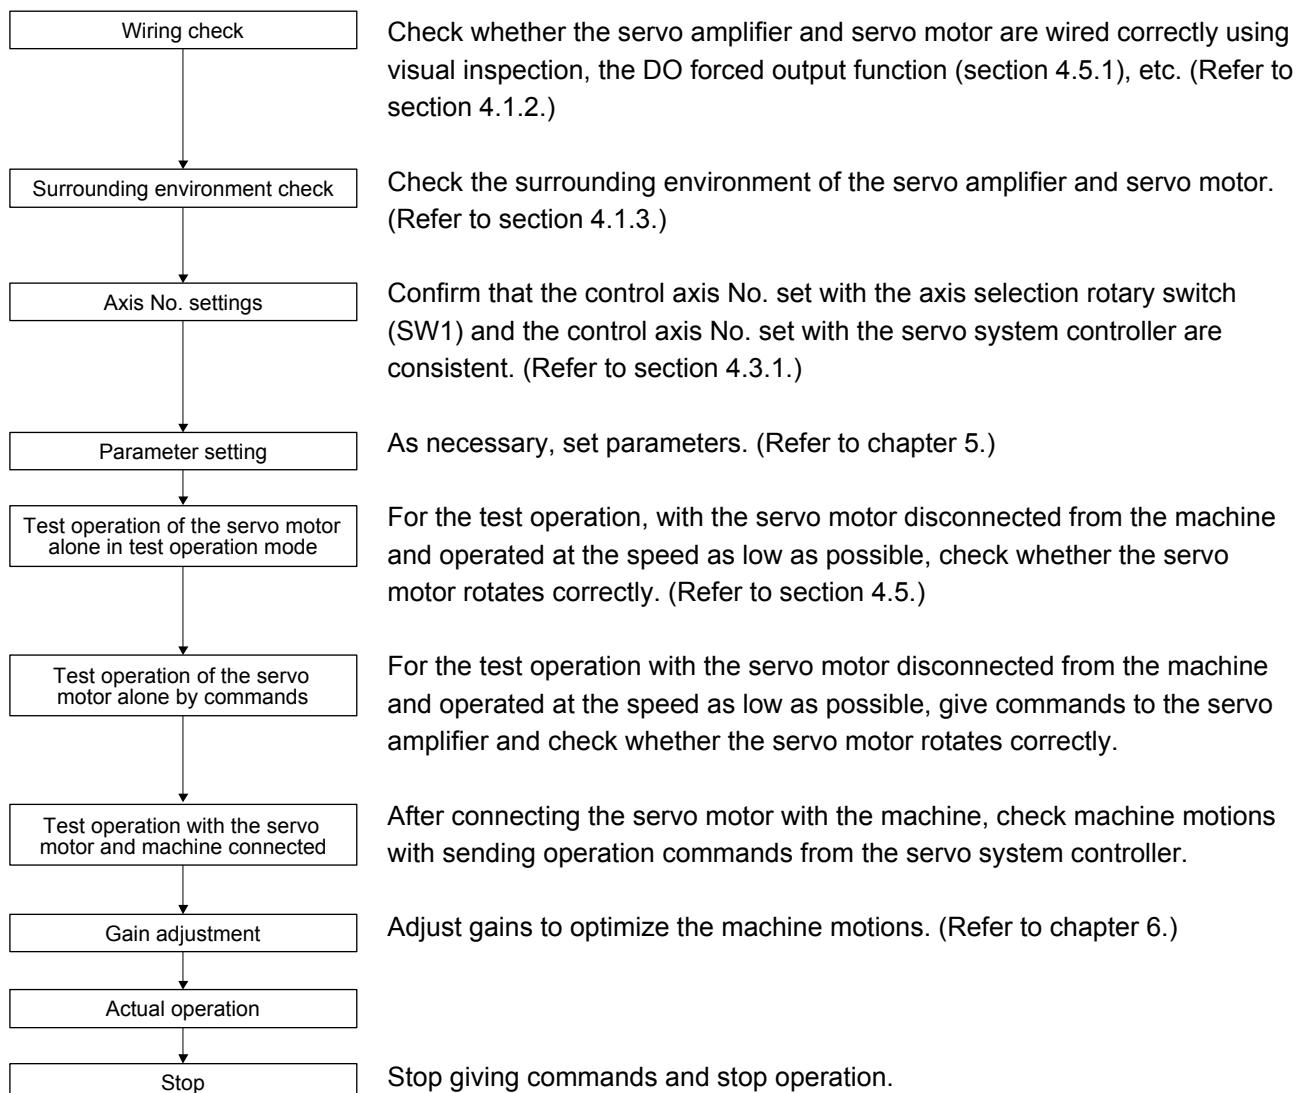 Wiring check
Check whether the servo amplifier and servo motor are wired correctly using
visual inspection, the DO forced output function (section 4.5.1), etc. (Refer to
section 4.1.2.)
Surrounding environment check
Check the surrounding environment of the servo amplifier and servo motor.
(Refer to section 4.1.3.)
Axis No. settings
Confirm that the control axis No. set with the axis selection rotary switch
(SW1) and the control axis No. set with the servo system controller are
consistent. (Refer to section 4.3.1.)
Parameter setting
As necessary, set parameters. (Refer to chapter 5.)
Test operation of the servo motor
alone in test operation mode
For the test operation, with the servo motor disconnected from the machine
and operated at the speed as low as possible, check whether the servo
motor rotates correctly. (Refer to section 4.5.)
Test operation of the servo
motor alone by commands
For the test operation with the servo motor disconnected from the machine
and operated at the speed as low as possible, give commands to the servo
amplifier and check whether the servo motor rotates correctly.
Test operation with the servo
motor and machine connected
After connecting the servo motor with the machine, check machine motions
with sending operation commands from the servo system controller.
Gain adjustment
Adjust gains to optimize the machine motions. (Refer to chapter 6.)
Actual operation
Stop
Stop giving commands and stop operation.